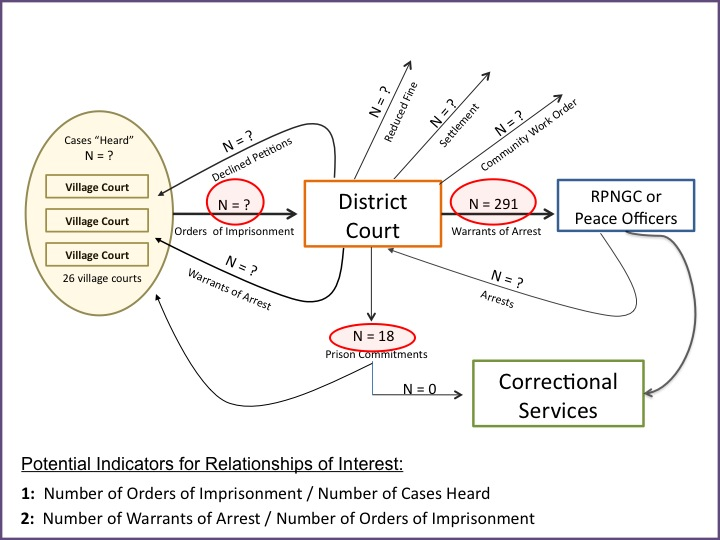 Cases “Heard”
N = ?
Village Court
Village Court
Village Court
26 village courts
N = ?
Declined Petitions
N = ?
Orders of Imprisonment
N = ?
Warrants of Arrest
District
Court
N = ?
Reduced Fine
N = ?
Settlement
N = ?
Community Work Order
N = 291
Warrants of Arrest
RPNGC or
Peace Officers
N = ?
Arrests
N = 18
Prison Commitments
N = 0
Correctional
Services
Potential Indicators for Relationships of Interest:
1: Number of Orders of Imprisonment / Number of Cases Heard
2: Number of Warrants of Arrest / Number of Orders of Imprisonment